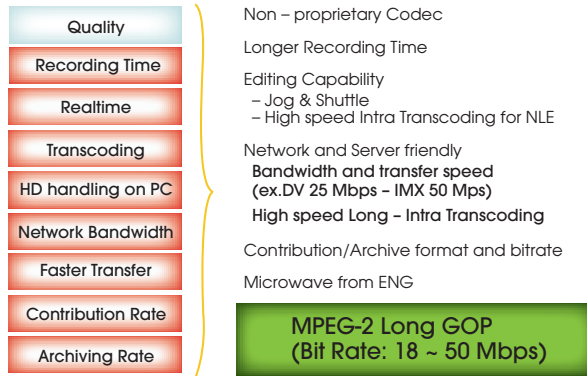 Quality
Recording Time
Realtime
Transcoding
HD handling on PC
Network Bandwidth
Faster Transfer
Contribution Rate
Archiving Rate
Non – proprietary Codec
Longer Recording Time
Editing Capability
– Jog & Shuttle
– High speed Intra Transcoding for NLE
Network and Server friendly
Bandwidth and transfer speed
(ex.DV 25 Mbps – IMX 50 Mps)
High speed Long – Intra Transcoding
Contribution/Archive format and bitrate
Microwave from ENG
MPEG-2 Long GOP
(Bit Rate: 18 ~ 50 Mbps)